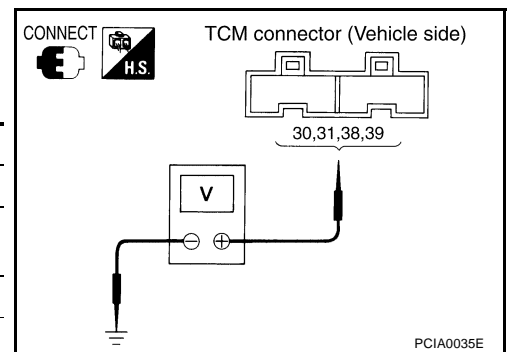 CONNECT
H.S.
TCM connector (Vehicle side)
30,31,38,39
V
PCIA0035E